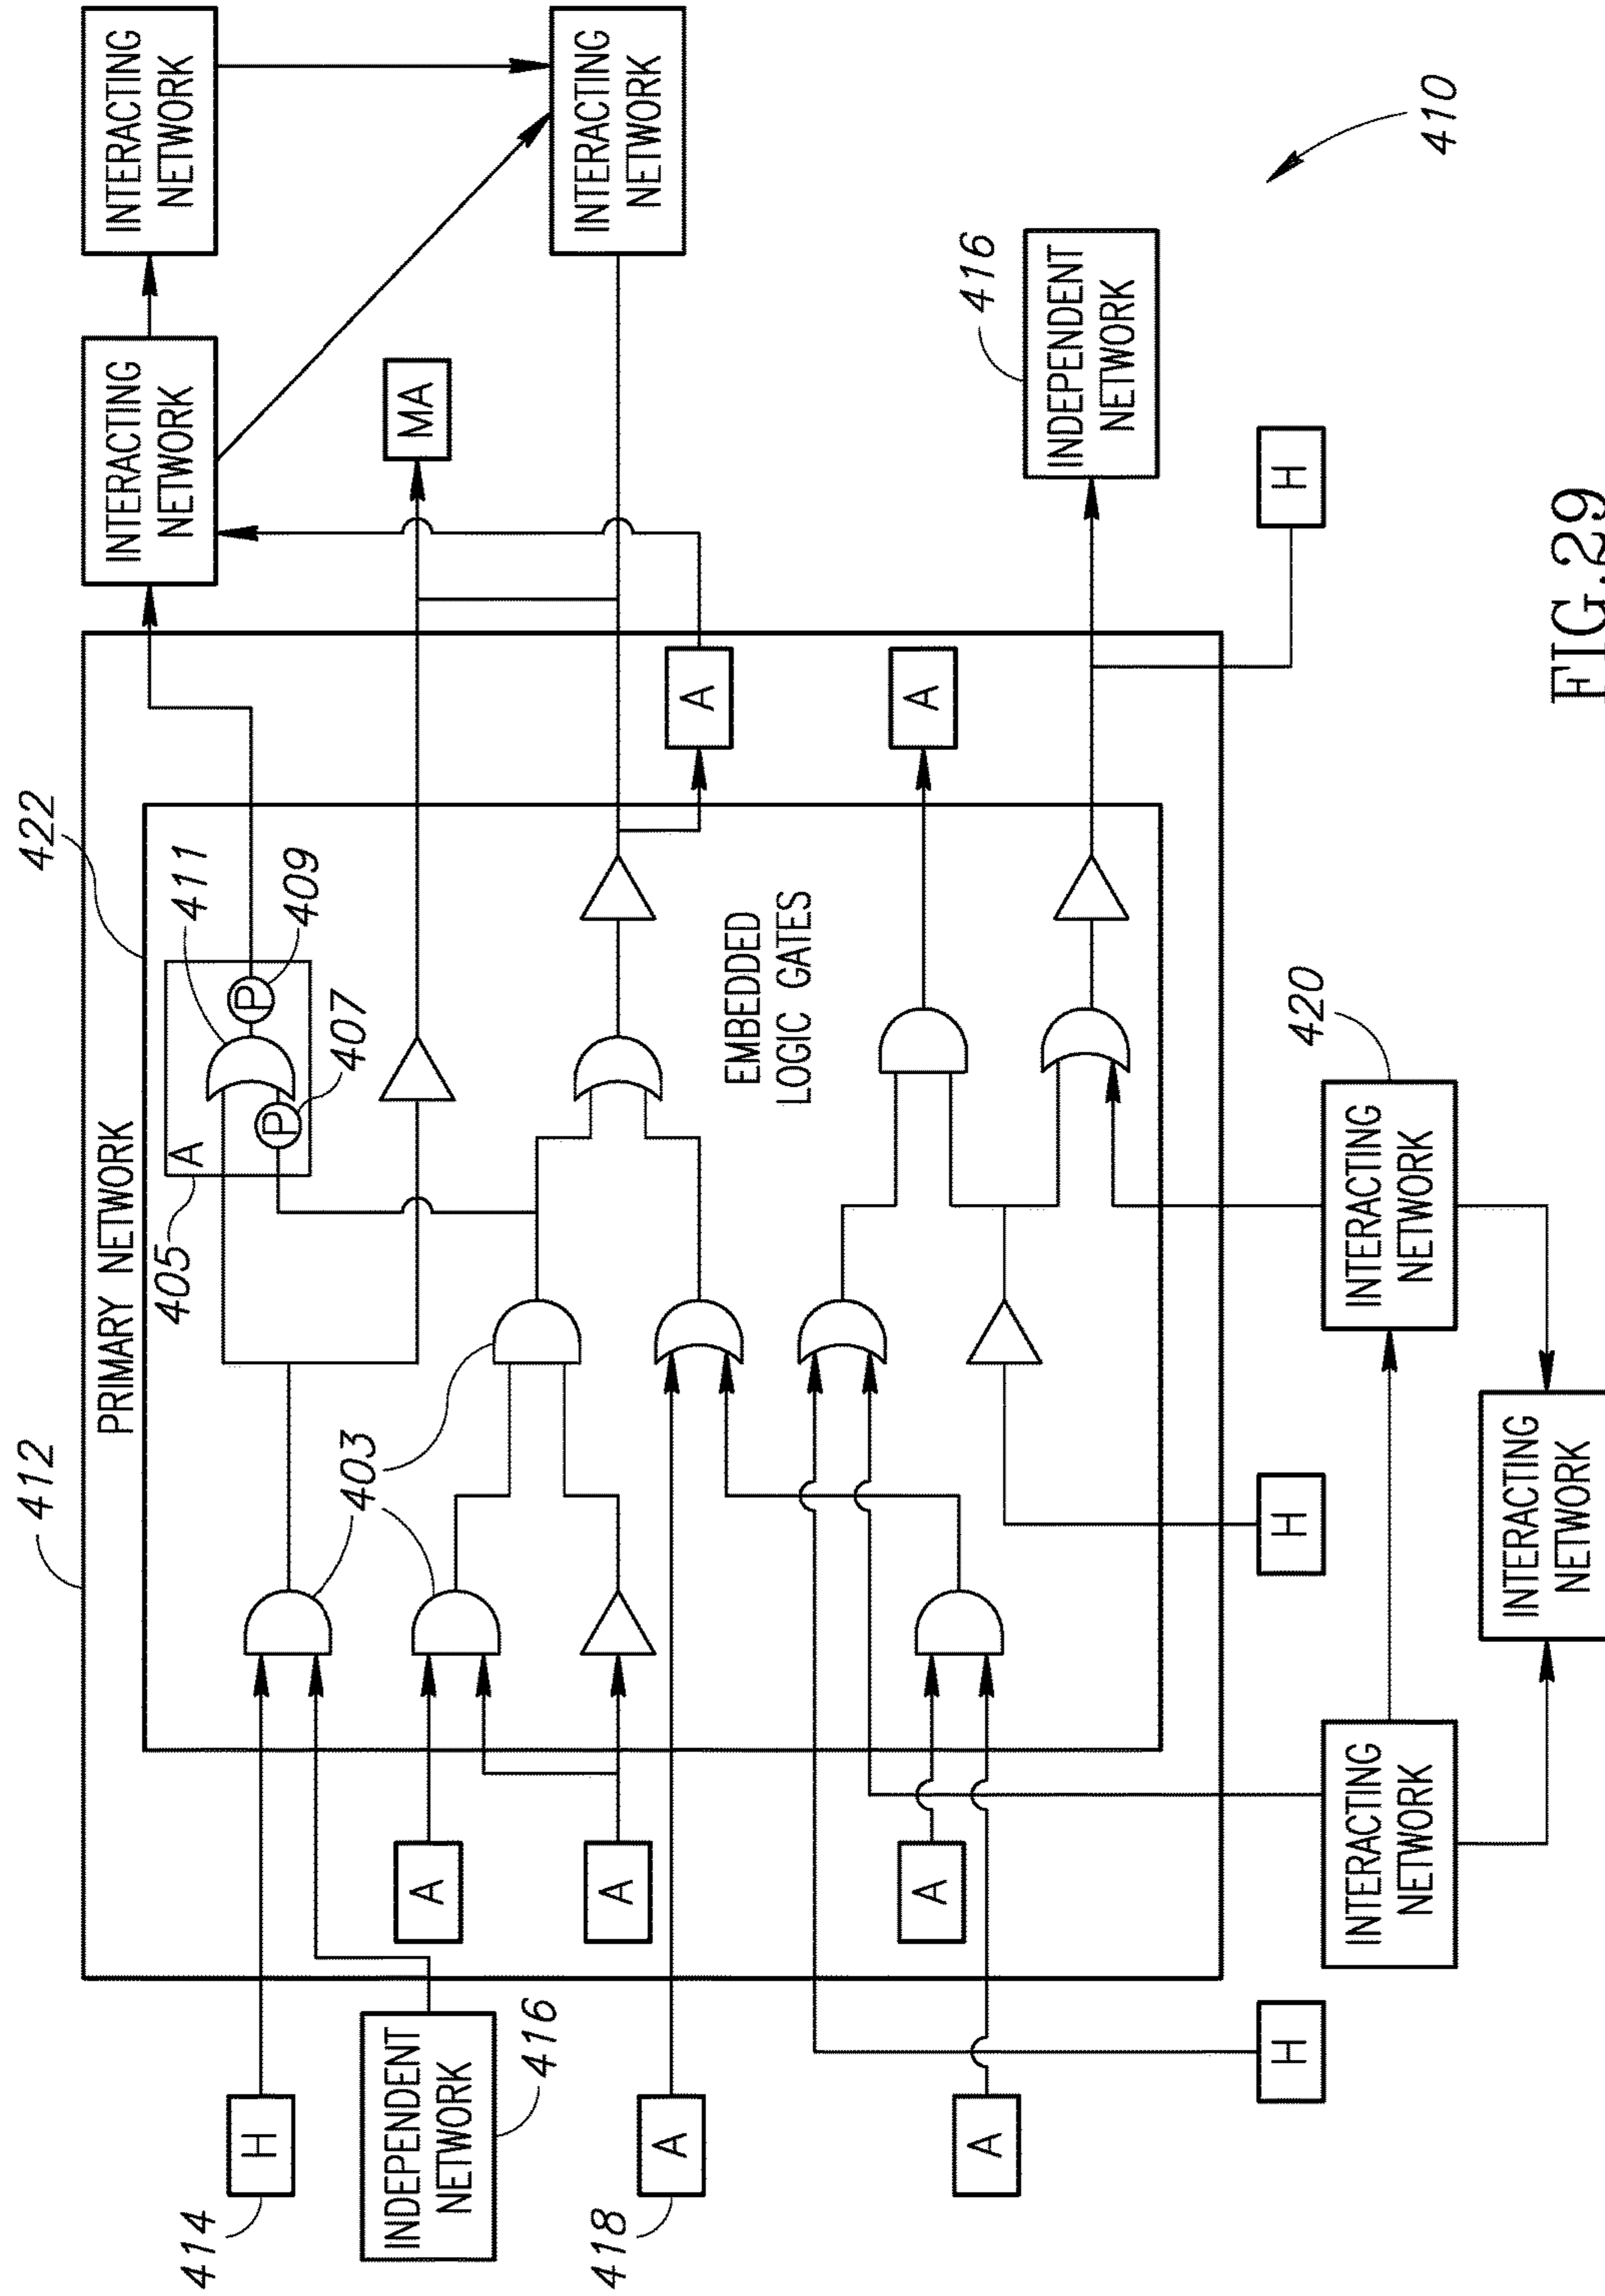 412
PRIMARY NETWORK
422
414
H
INDEPENDENT
NETWORK
416
A
418
A
A
A
A
403
405
A
P
407
411
P
409
EMBEDDED
LOGIC GATES
A
A
MA
INTERACTING
NETWORK
INTERACTING
NETWORK
INTERACTING
NETWORK
416
INDEPENDENT
NETWORK
H
H
H
INTERACTING
NETWORK
420
INTERACTING
NETWORK
INTERACTING
NETWORK
410
FIG.29